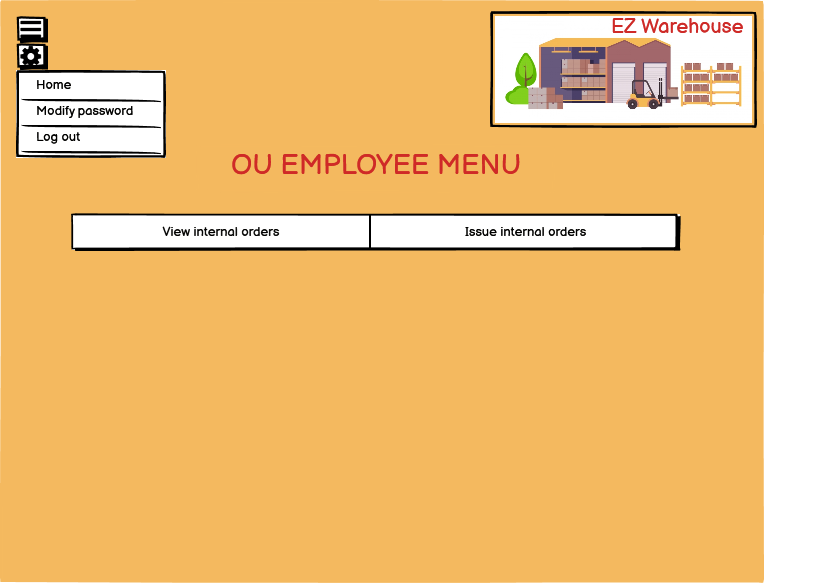 EZ Warehouse
Home
Modify password
Log out
OU EMPLOYEE MENU
View internal orders
Issue internal orders